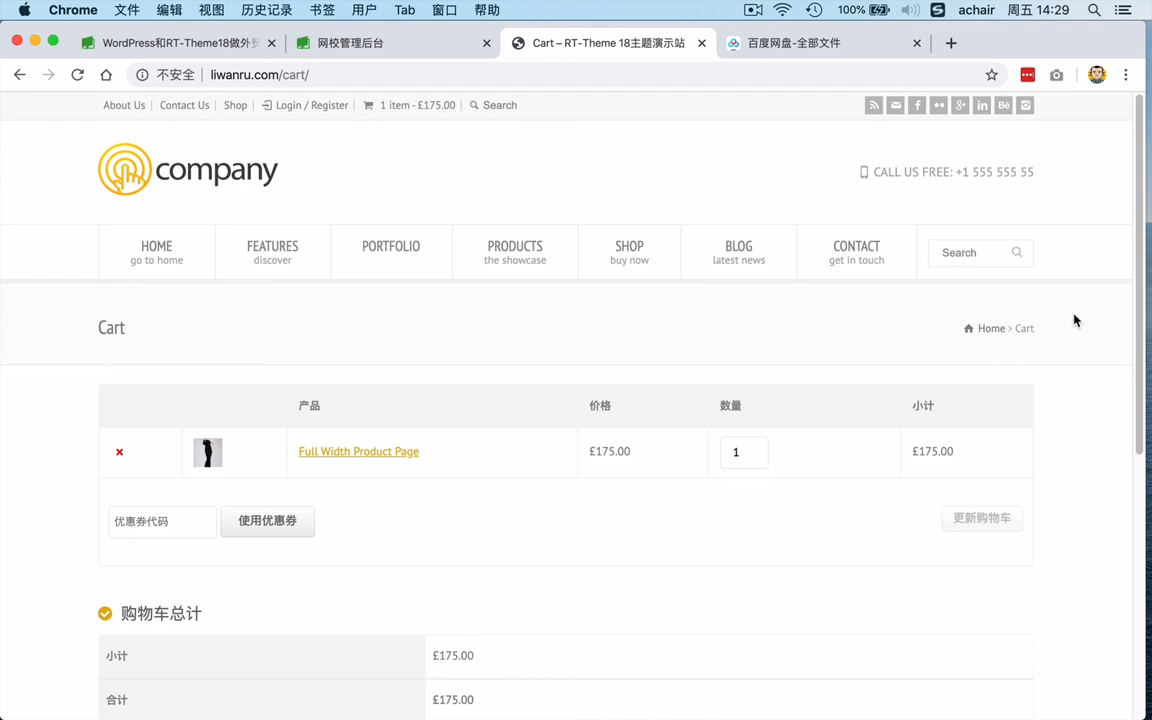 Chrome 文件 编辑 视图 历史记录 书签 用户 Tab 窗口 帮助 100% achair 周五 14:29
WordPress和RT-Theme18做外贸 网校管理后台 Cart – RT-Theme 18主题演示站 百度网盘-全部文件
不安全 liwanru.com/cart/
About Us Contact Us Shop Login / Register 1 item - £175.00 Search
company
CALL US FREE: +1 555 555 55
HOME FEATURES PORTFOLIO PRODUCTS SHOP BLOG CONTACT
go to home discover the showcase buy now latest news get in touch
Search
Cart
Home › Cart
产品 价格 数量 小计
Full Width Product Page £175.00 1 £175.00
优惠券代码 使用优惠券 更新购物车
购物车总计
小计 £175.00
合计 £175.00